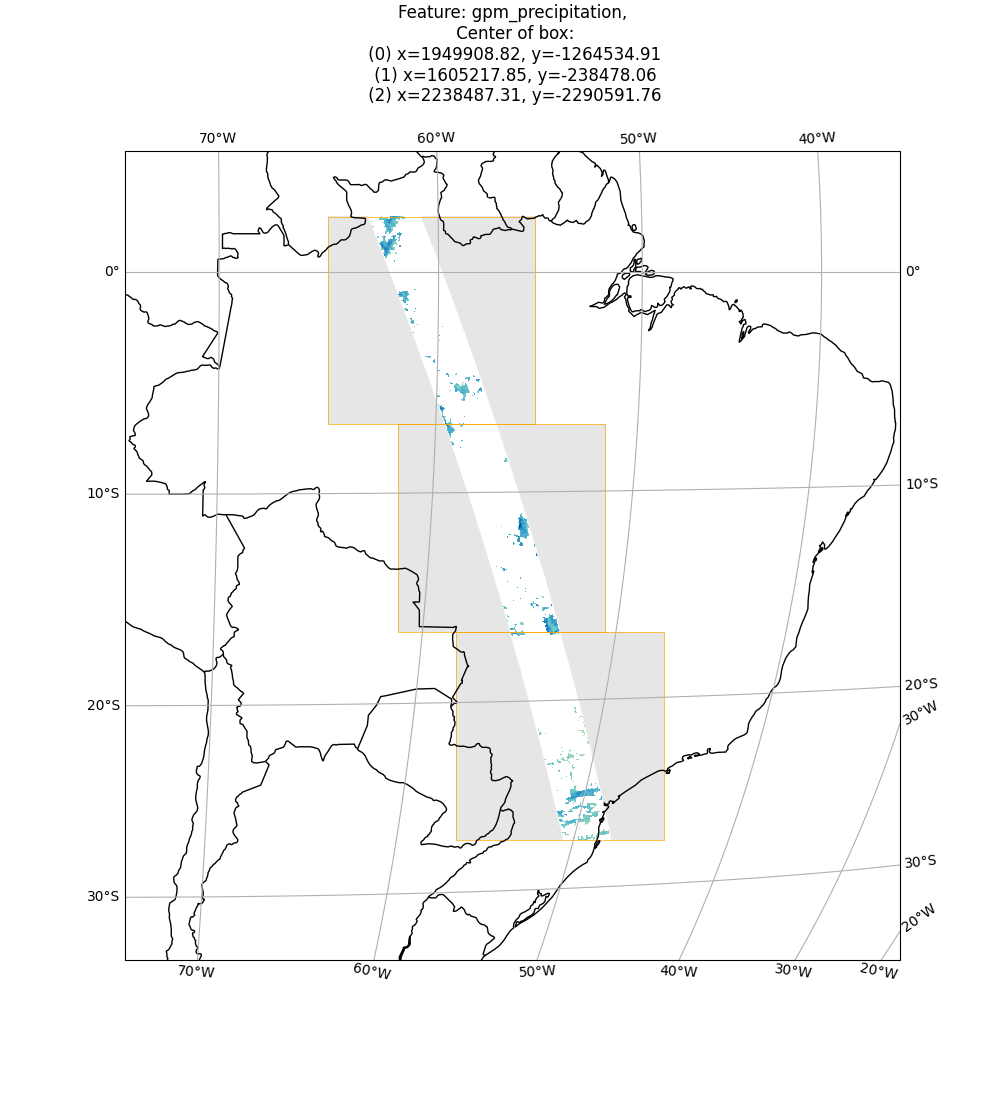 Feature: gpm_precipitation,
Center of box:
(0) x=1949908.82, y=-1264534.91
(1) x=1605217.85, y=-238478.06
(2) x=2238487.31, y=-2290591.76
70°W 60°W 50°W 40°W
0° 0°
10°S 10°S
20°S 20°S
30°W
30°S 30°S
20°W
70°W 60°W 50°W 40°W 30°W 20°W